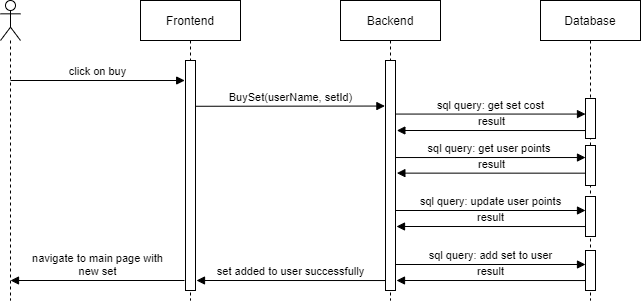 Frontend
Backend
Database
click on buy
BuySet(userName, setId)
sql query: get set cost
result
sql query: get user points
result
sql query: update user points
result
sql query: add set to user
result
set added to user successfully
navigate to main page with
new set